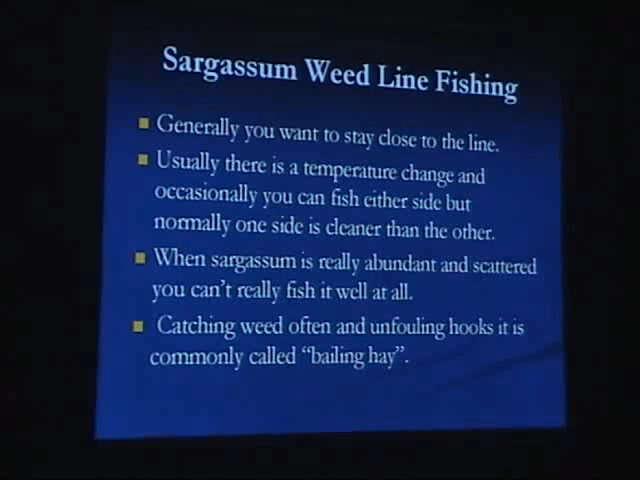 Sargassum Weed Line Fishing
Generally you want to stay close to the line.
Usually there is a temperature change and
occasionally you can fish either side but
normally one side is cleaner than the other.
When sargassum is really abundant and scattered
you can't really fish it well at all.
Catching weed often and unfouling hooks it is
commonly called “bailing hay”.